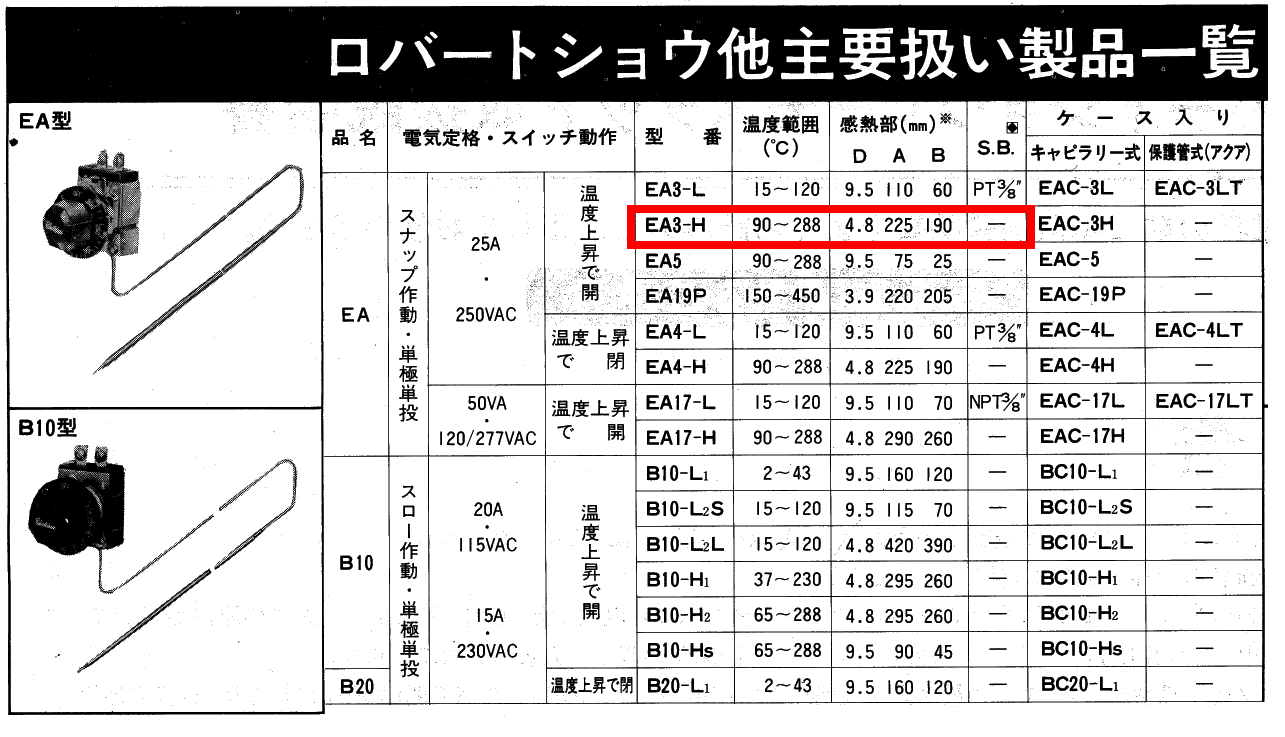 ロバートショウ他主要扱い製品一覧
EA型
B10型
品名 電気定格・スイッチ動作 型番 温度範囲(℃) 感熱部(mm)※ D A B S.B. ケース入り
キャピラリー式 保護管式(アクア)
EA スナップ作動・単極単投
25A・250VAC 温度上昇で開
EA3-L 15~120 9.5 110 60 PT3/8″ EAC-3L EAC-3LT
EA3-H 90~288 4.8 225 190 — EAC-3H —
EA5 90~288 9.5 75 25 — EAC-5 —
EA19P 150~450 3.9 220 205 — EAC-19P —
温度上昇で閉
EA4-L 15~120 9.5 110 60 PT3/8″ EAC-4L EAC-4LT
EA4-H 90~288 4.8 225 190 — EAC-4H —
50VA・120/277VAC 温度上昇で開
EA17-L 15~120 9.5 110 70 NPT3/8″ EAC-17L EAC-17LT
EA17-H 90~288 4.8 290 260 — EAC-17H —
B10 スロー作動・単極単投
20A・115VAC
15A・230VAC
温度上昇で開
B10-L1 2~43 9.5 160 120 — BC10-L1 —
B10-L2S 15~120 9.5 115 70 — BC10-L2S —
B10-L2L 15~120 4.8 420 390 — BC10-L2L —
B10-H1 37~230 4.8 295 260 — BC10-H1 —
B10-H2 65~288 4.8 295 260 — BC10-H2 —
B10-Hs 65~288 9.5 90 45 — BC10-Hs —
B20 温度上昇で閉 B20-L1 2~43 9.5 160 120 — BC20-L1 —